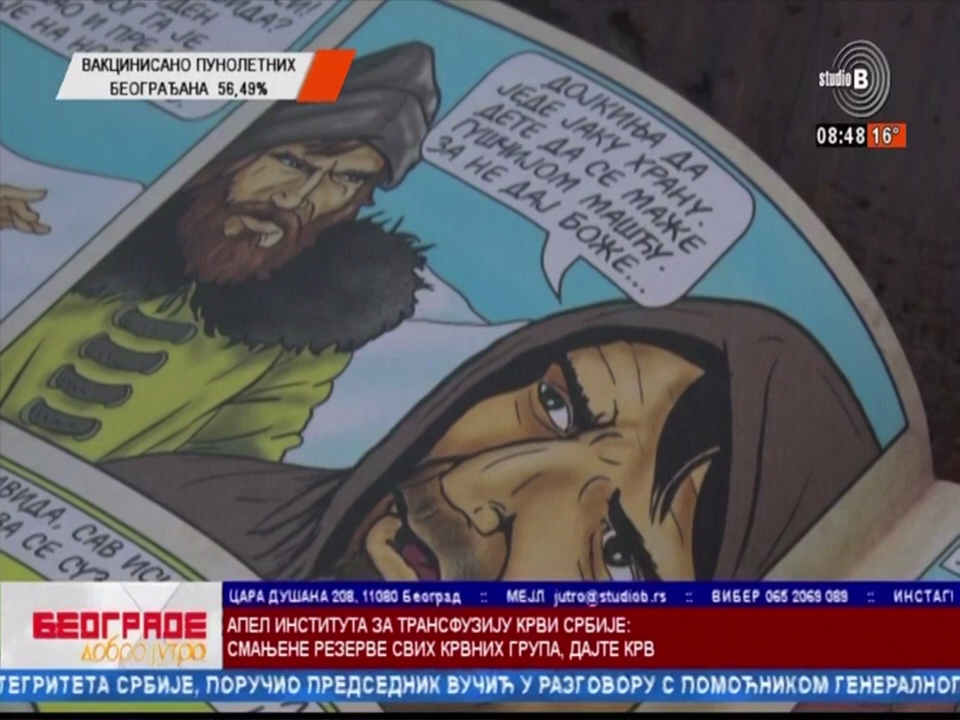 ВАКЦИНИСАНО ПУНОЛЕТНИХ
БЕОГРАЂАНА 56,49%
studio B
08:48 16°
ДОЈКИЊА ДА
ЈЕДЕ ЈАКУ ХРАНУ.
ДЕТЕ ДА СЕ МАЖЕ
ГУШЧИЈОМ МАШЋУ.
ЗА НЕ ДАЈ БОЖЕ...
САВ
СЕ
БЕОГРАДЕ
добро јутро
ЦАРА ДУШАНА 208, 11080 Београд :: МЕЈЛ jutro@studiob.rs :: ВИБЕР 065 2069 089 :: ИНСТАГ
АПЕЛ ИНСТИТУТА ЗА ТРАНСФУЗИЈУ КРВИ СРБИЈЕ:
СМАЊЕНЕ РЕЗЕРВЕ СВИХ КРВНИХ ГРУПА, ДАЈТЕ КРВ
ТЕГРИТЕТА СРБИЈЕ, ПОРУЧИО ПРЕДСЕДНИК ВУЧИЋ У РАЗГОВОРУ С ПОМОЋНИКОМ ГЕНЕРАЛНОГ